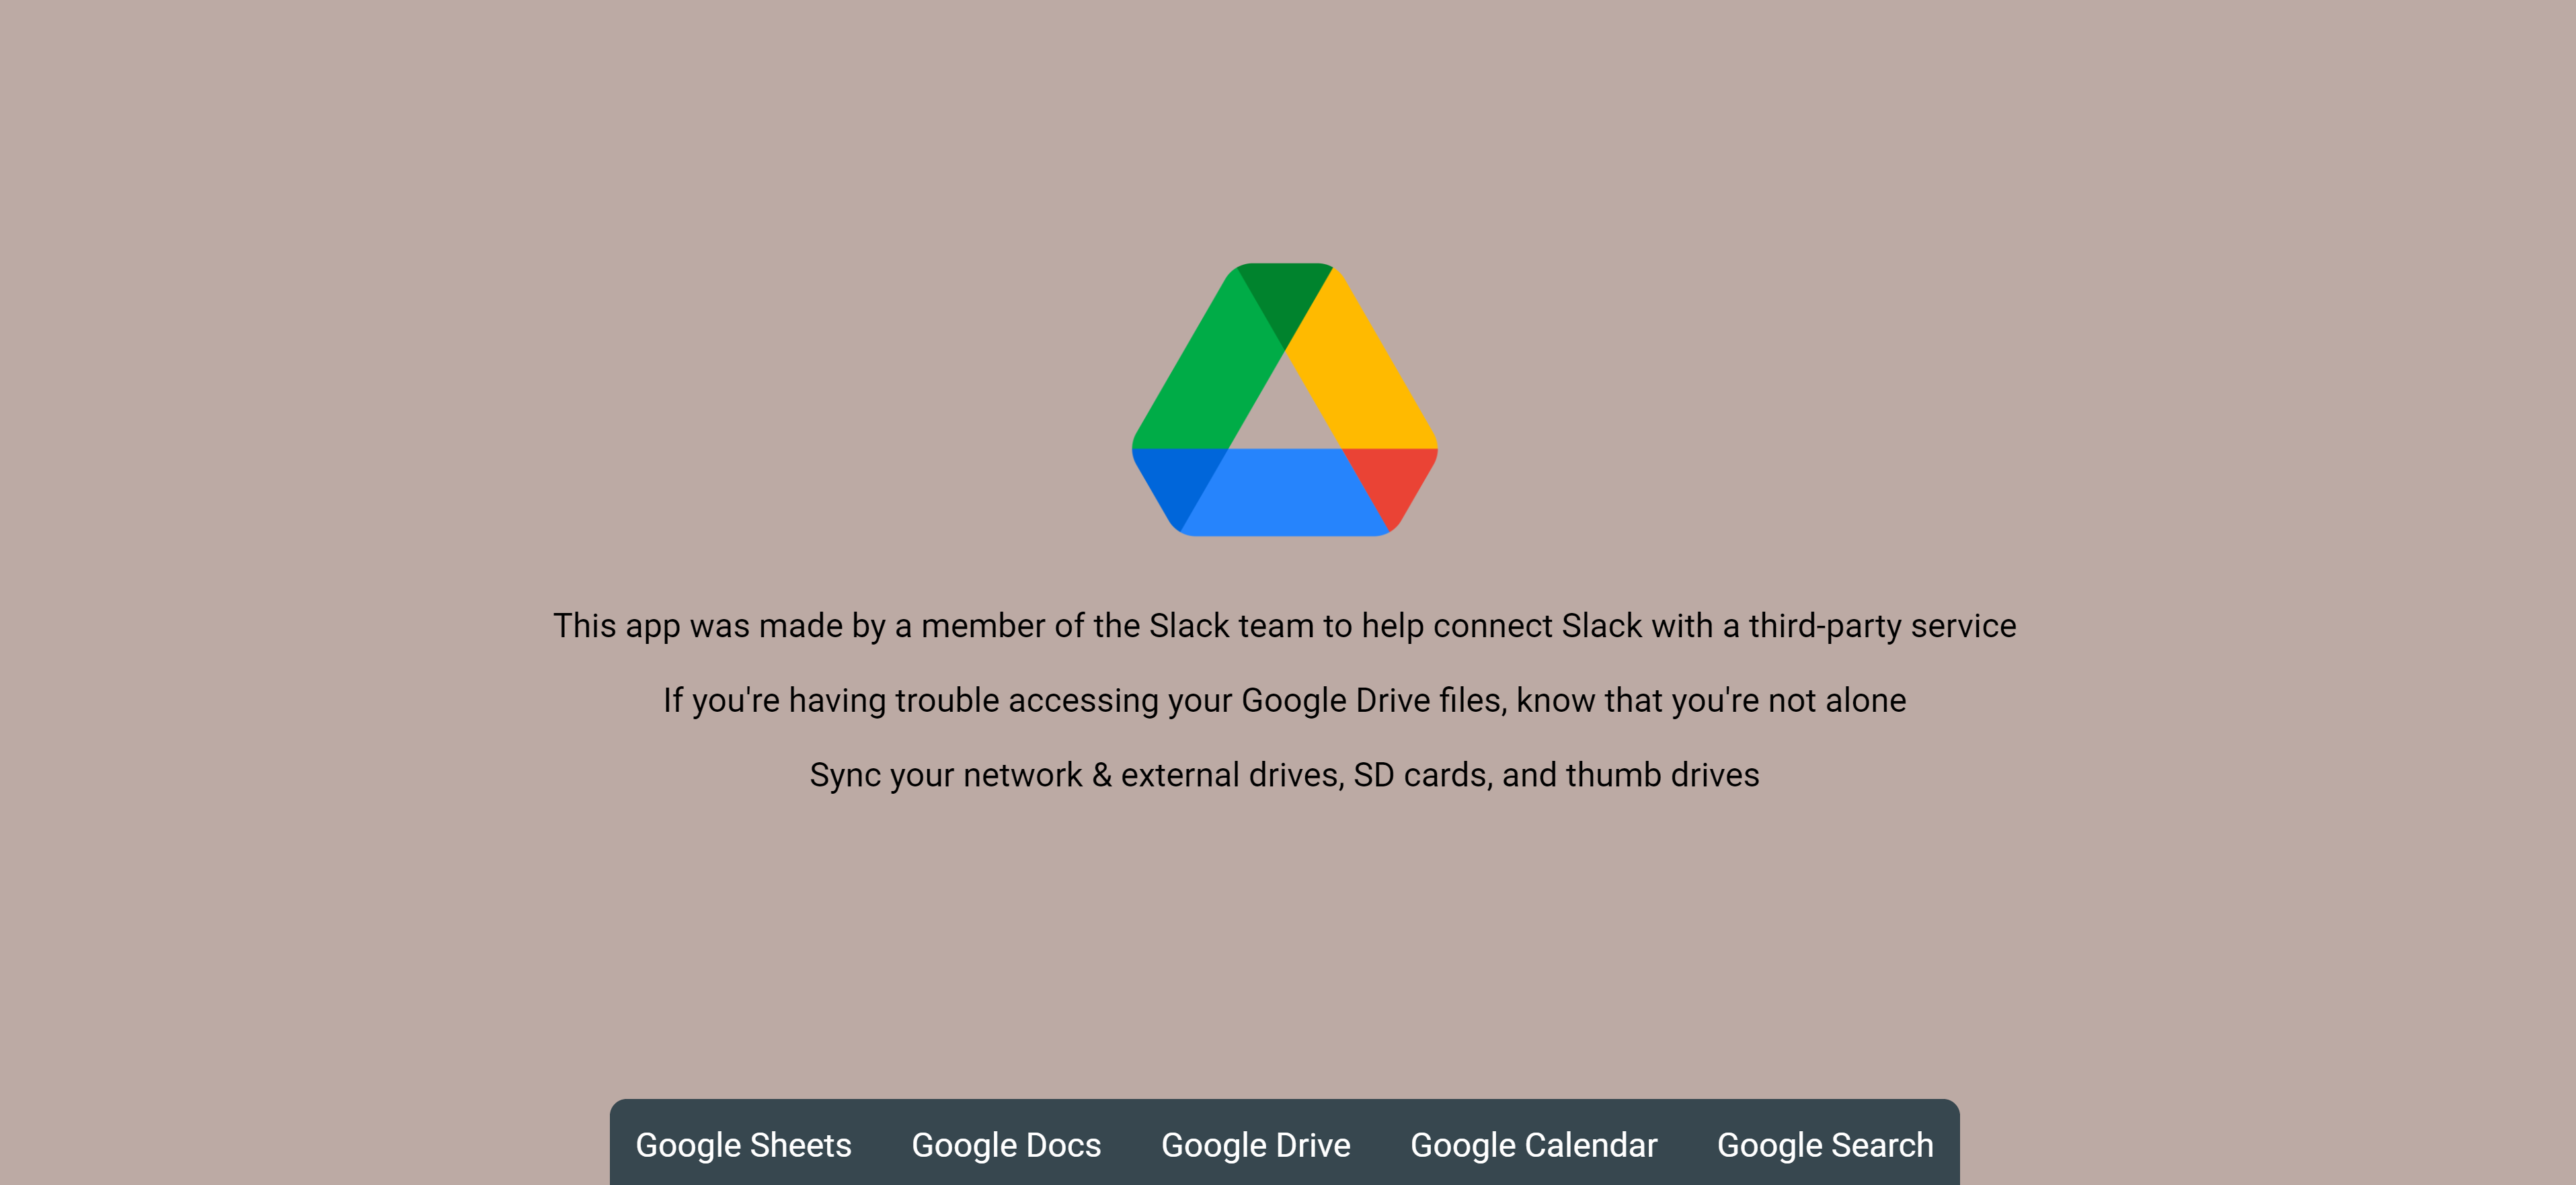 This app was made by a member of the Slack team to help connect Slack with a third-party service
If you're having trouble accessing your Google Drive files, know that you're not alone
Sync your network & external drives, SD cards, and thumb drives
Google Sheets Google Docs Google Drive Google Calendar Google Search